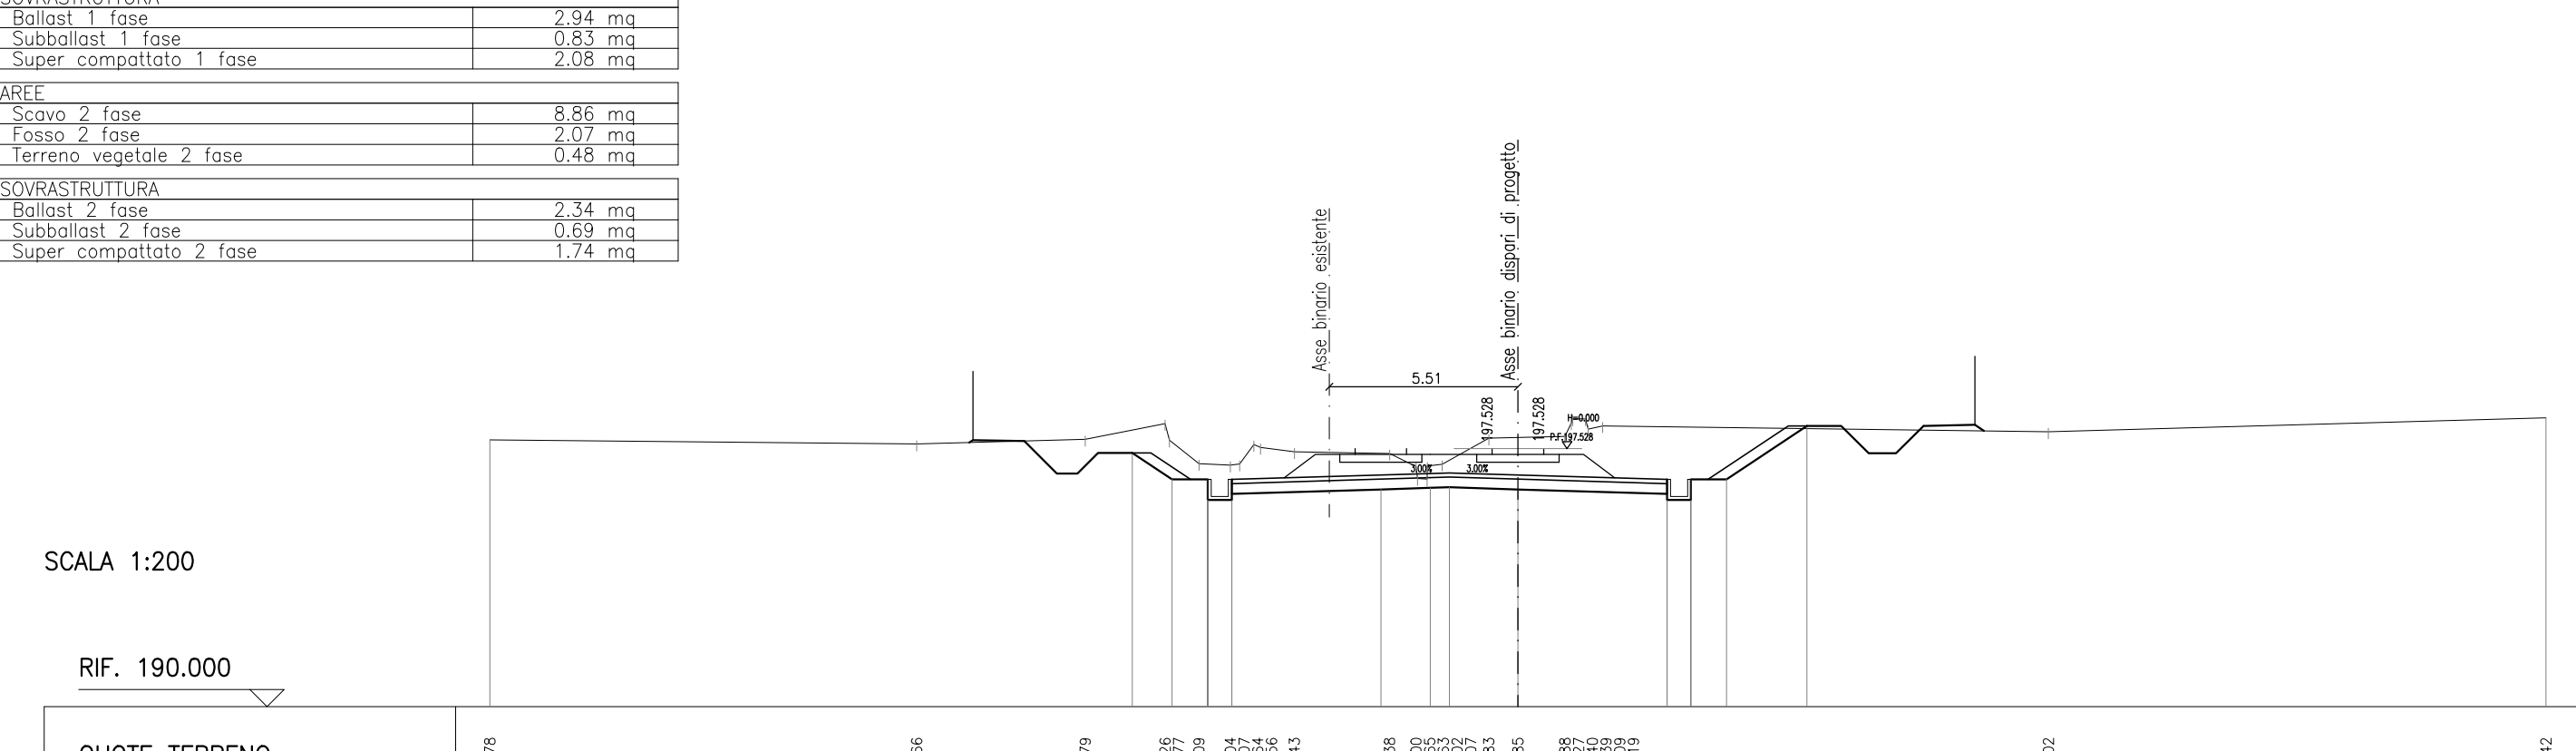 SOVRASTRUTTURA
Ballast 1 fase 2.94 mq
Subballast 1 fase 0.83 mq
Super compattato 1 fase 2.08 mq
AREE
Scavo 2 fase 8.86 mq
Fosso 2 fase 2.07 mq
Terreno vegetale 2 fase 0.48 mq
SOVRASTRUTTURA
Ballast 2 fase 2.34 mq
Subballast 2 fase 0.69 mq
Super compattato 2 fase 1.74 mq
Asse binario esistente
Asse binario dispari di progetto
5.51
197.528
197.528
H=0.000
P.F.197.528
3.00%
3.00%
SCALA 1:200
RIF. 190.000
QUOTE TERRENO